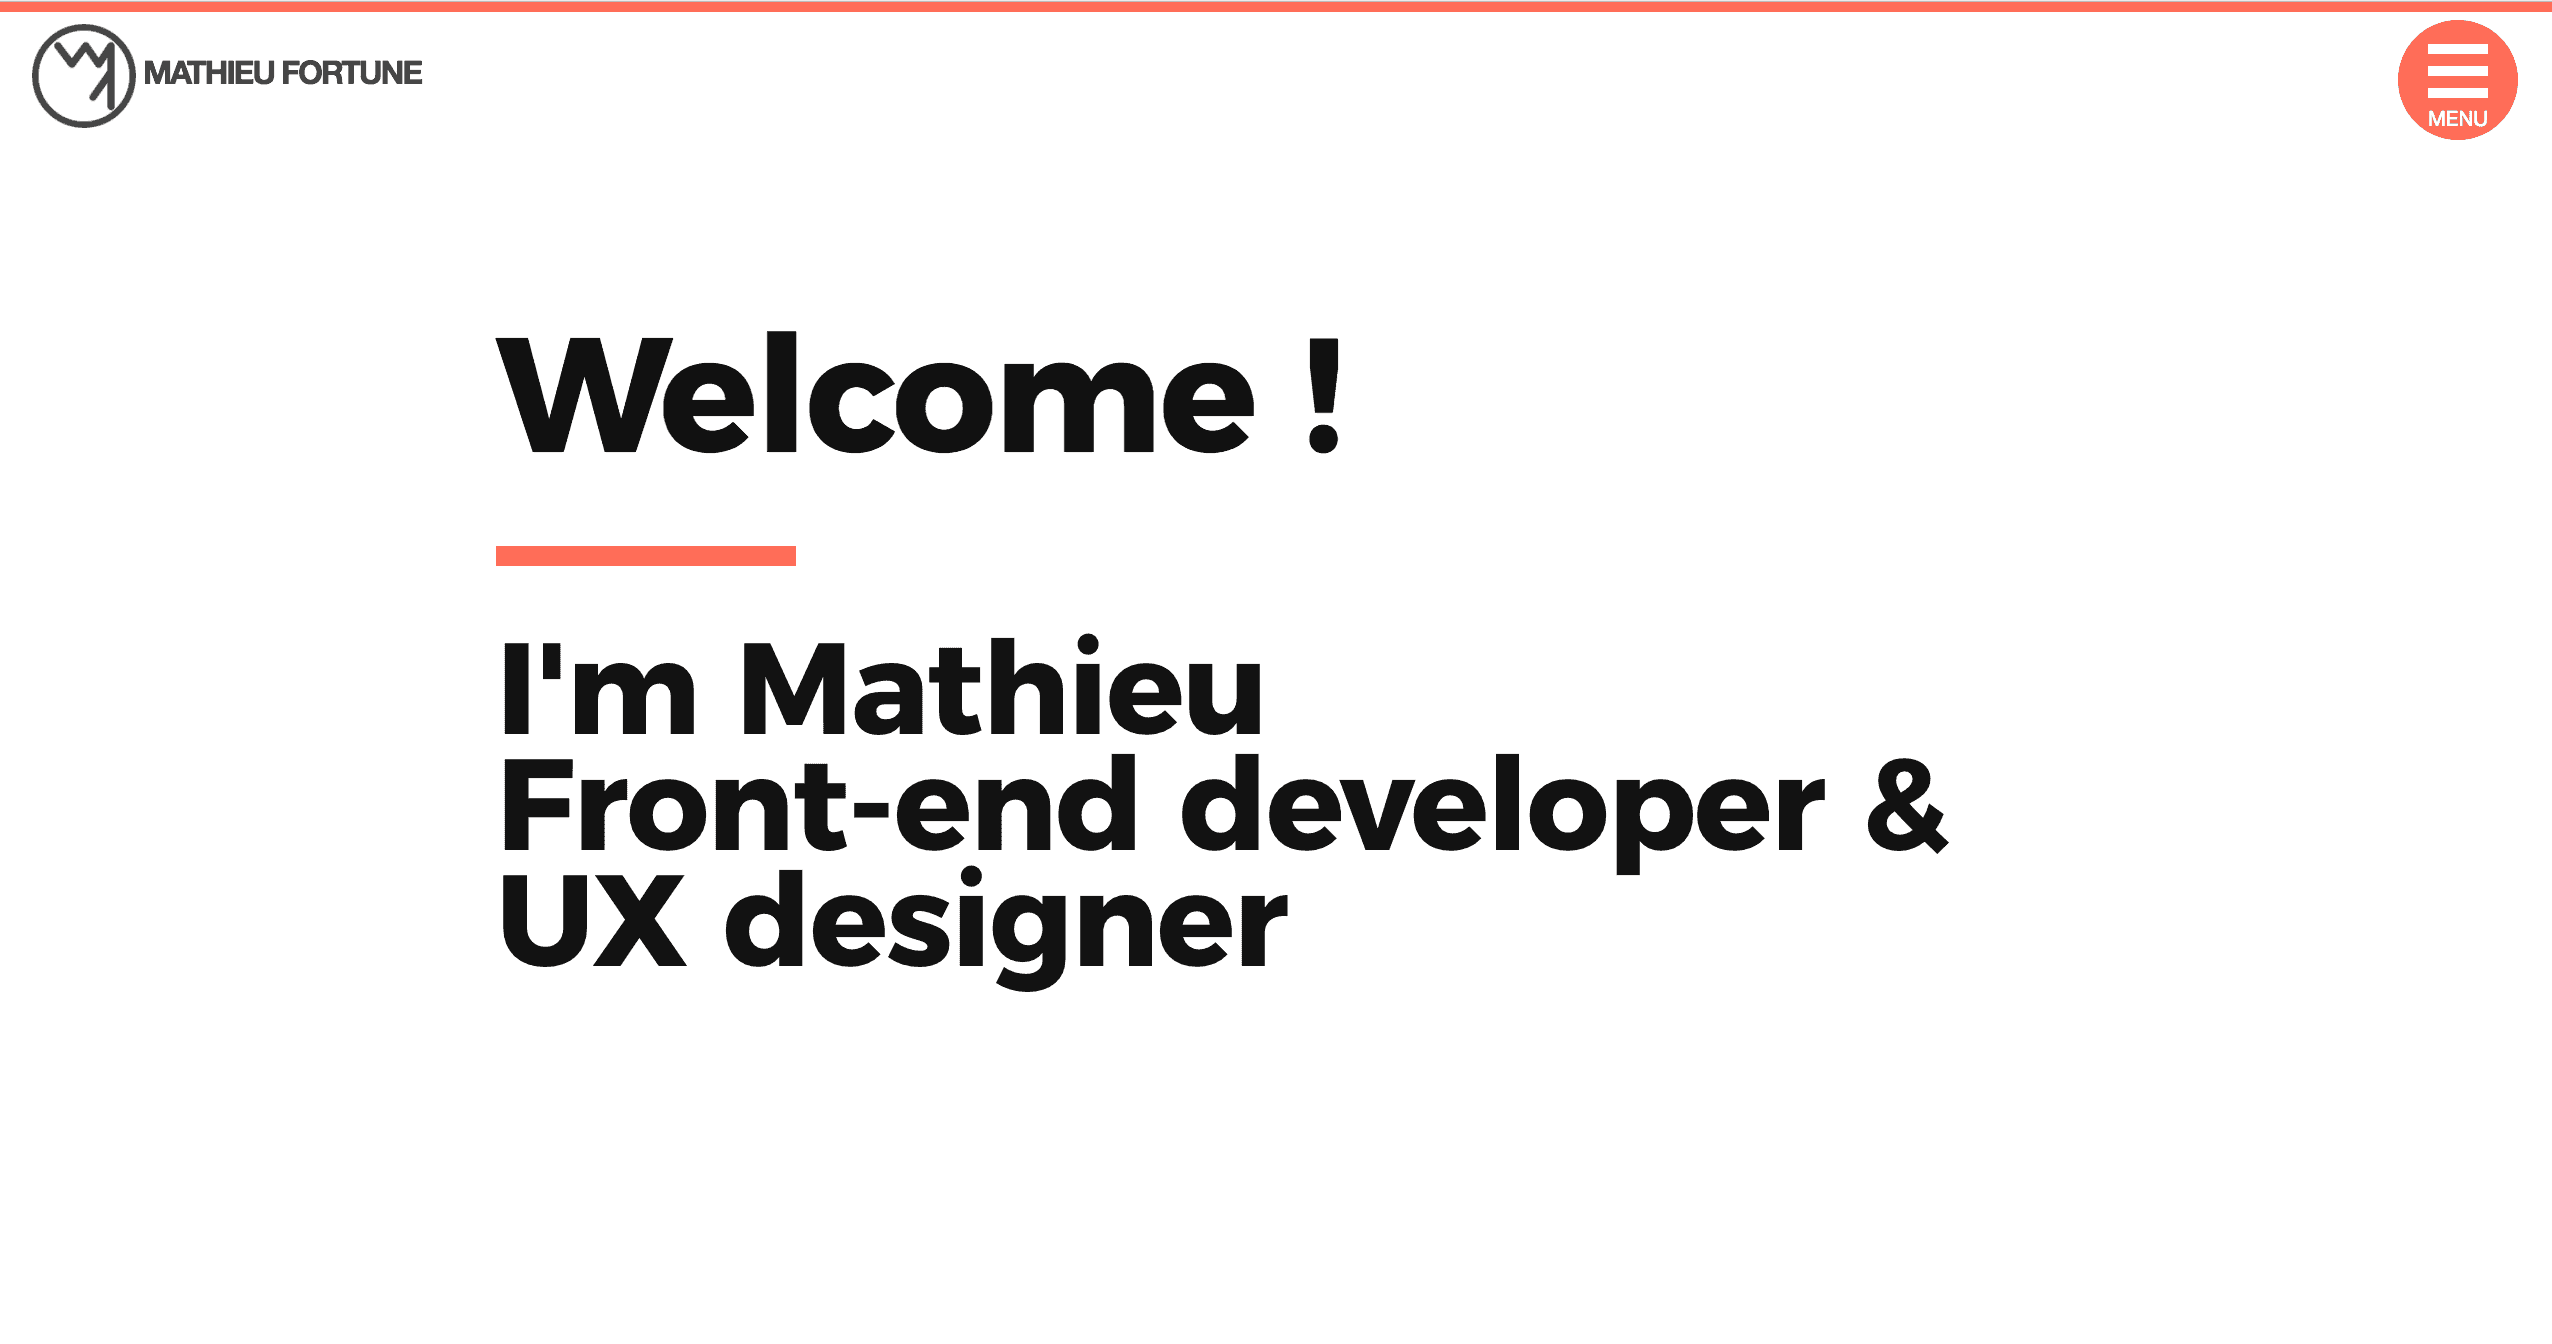 MATHIEU FORTUNE
MENU
Welcome !
I'm Mathieu
Front-end developer &
UX designer